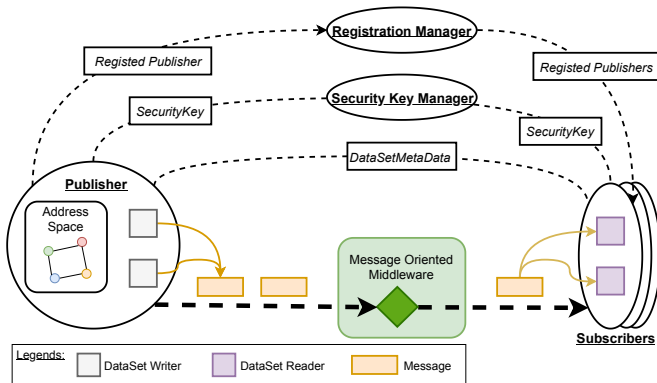 Registration Manager
Registed Publisher
Registed Publishers
Security Key Manager
SecurityKey
SecurityKey
DataSetMetaData
Publisher
Address
Space
Message Oriented
Middleware
Subscribers
Legends:
DataSet Writer
DataSet Reader
Message